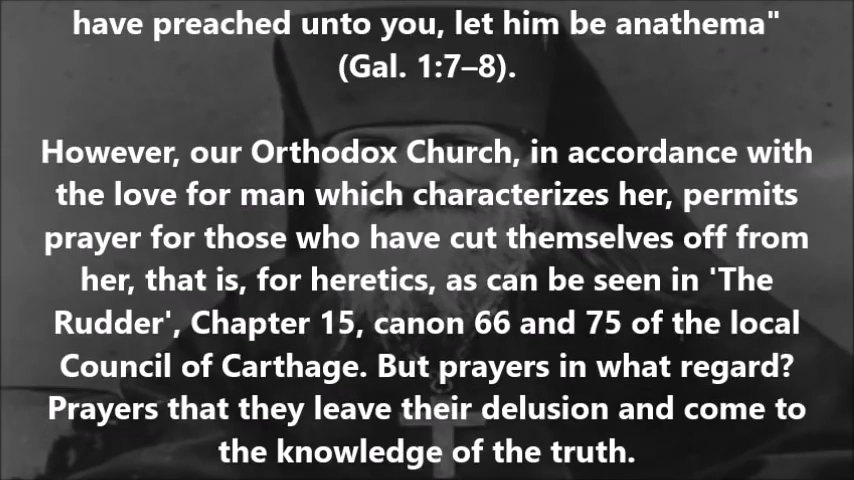 have preached unto you, let him be anathema"
(Gal. 1:7–8).
However, our Orthodox Church, in accordance with
the love for man which characterizes her, permits
prayer for those who have cut themselves off from
her, that is, for heretics, as can be seen in 'The
Rudder', Chapter 15, canon 66 and 75 of the local
Council of Carthage. But prayers in what regard?
Prayers that they leave their delusion and come to
the knowledge of the truth.